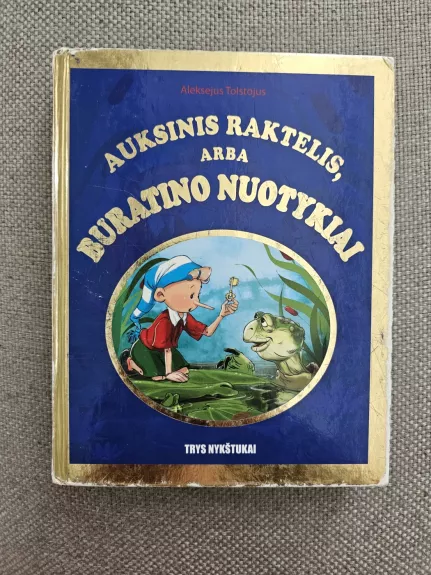 Aleksejus Tolstojus
AUKSINIS RAKTELIS,
ARBA
BURATINO NUOTYKIAI
TRYS NYKŠTUKAI